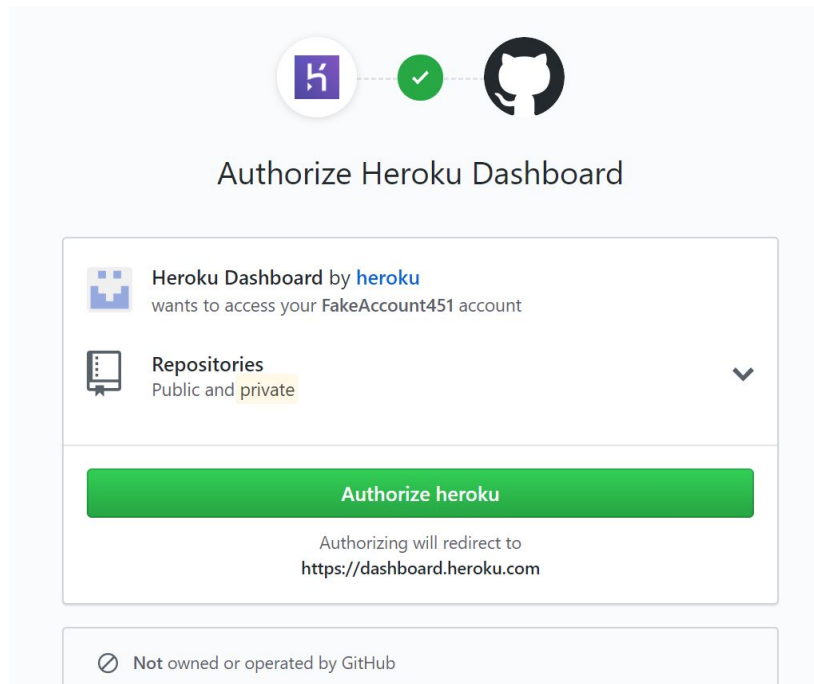 Authorize Heroku Dashboard
Heroku Dashboard by heroku
wants to access your FakeAccount451 account
Repositories
Public and private
Authorize heroku
Authorizing will redirect to
https://dashboard.heroku.com
Not owned or operated by GitHub